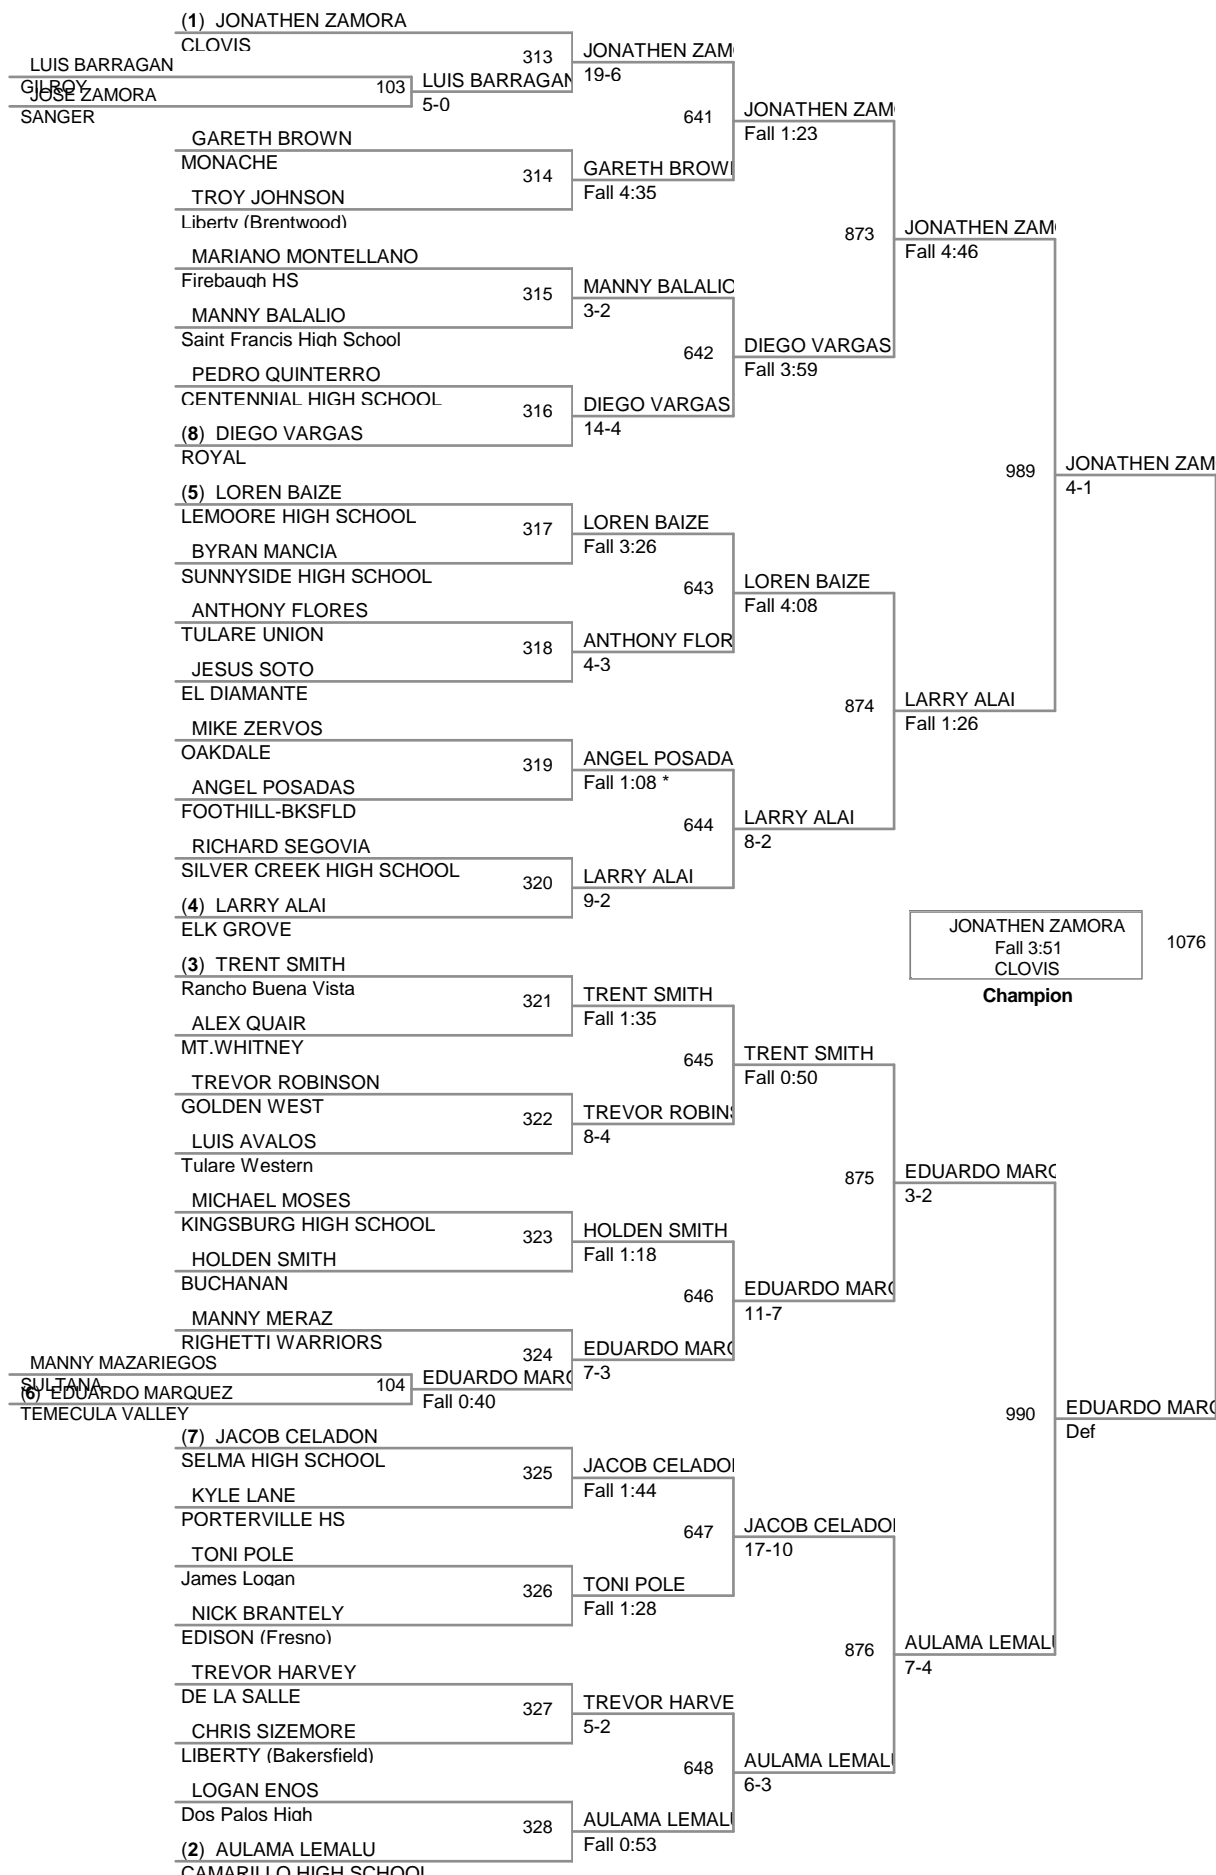 (1) JONATHEN ZAMORA
CLOVIS
313
JONATHEN ZAM
19-6
LUIS BARRAGAN
GILROY
103
LUIS BARRAGAN
5-0
JOSE ZAMORA
SANGER
641
JONATHEN ZAM
Fall 1:23
GARETH BROWN
MONACHE
314
GARETH BROW
Fall 4:35
TROY JOHNSON
Liberty (Brentwood)
873
JONATHEN ZAM
Fall 4:46
MARIANO MONTELLANO
Firebaugh HS
315
MANNY BALALIO
3-2
MANNY BALALIO
Saint Francis High School
642
DIEGO VARGAS
Fall 3:59
PEDRO QUINTERRO
CENTENNIAL HIGH SCHOOL
316
DIEGO VARGAS
14-4
(8) DIEGO VARGAS
ROYAL
989
JONATHEN ZAM
4-1
(5) LOREN BAIZE
LEMOORE HIGH SCHOOL
317
LOREN BAIZE
Fall 3:26
BYRAN MANCIA
SUNNYSIDE HIGH SCHOOL
643
LOREN BAIZE
Fall 4:08
ANTHONY FLORES
TULARE UNION
318
ANTHONY FLOR
4-3
JESUS SOTO
EL DIAMANTE
874
LARRY ALAI
Fall 1:26
MIKE ZERVOS
OAKDALE
319
ANGEL POSADA
Fall 1:08 *
ANGEL POSADAS
FOOTHILL-BKSFLD
644
LARRY ALAI
8-2
RICHARD SEGOVIA
SILVER CREEK HIGH SCHOOL
320
LARRY ALAI
9-2
(4) LARRY ALAI
ELK GROVE
JONATHEN ZAMORA
Fall 3:51
CLOVIS
Champion
1076
(3) TRENT SMITH
Rancho Buena Vista
321
TRENT SMITH
Fall 1:35
ALEX QUAIR
MT.WHITNEY
645
TRENT SMITH
Fall 0:50
TREVOR ROBINSON
GOLDEN WEST
322
TREVOR ROBINS
8-4
LUIS AVALOS
Tulare Western
875
EDUARDO MARQ
3-2
MICHAEL MOSES
KINGSBURG HIGH SCHOOL
323
HOLDEN SMITH
Fall 1:18
HOLDEN SMITH
BUCHANAN
646
EDUARDO MARQ
11-7
MANNY MERAZ
RIGHETTI WARRIORS
324
EDUARDO MARQ
7-3
MANNY MAZARIEGOS
SULTANA
104
EDUARDO MARQ
Fall 0:40
(6) EDUARDO MARQUEZ
TEMECULA VALLEY
990
EDUARDO MARQ
Def
(7) JACOB CELADON
SELMA HIGH SCHOOL
325
JACOB CELADO
Fall 1:44
KYLE LANE
PORTERVILLE HS
647
JACOB CELADO
17-10
TONI POLE
James Logan
326
TONI POLE
Fall 1:28
NICK BRANTELY
EDISON (Fresno)
876
AULAMA LEMALU
7-4
TREVOR HARVEY
DE LA SALLE
327
TREVOR HARVE
5-2
CHRIS SIZEMORE
LIBERTY (Bakersfield)
648
AULAMA LEMALU
6-3
LOGAN ENOS
Dos Palos High
328
AULAMA LEMALU
Fall 0:53
(2) AULAMA LEMALU
CAMARILLO HIGH SCHOOL